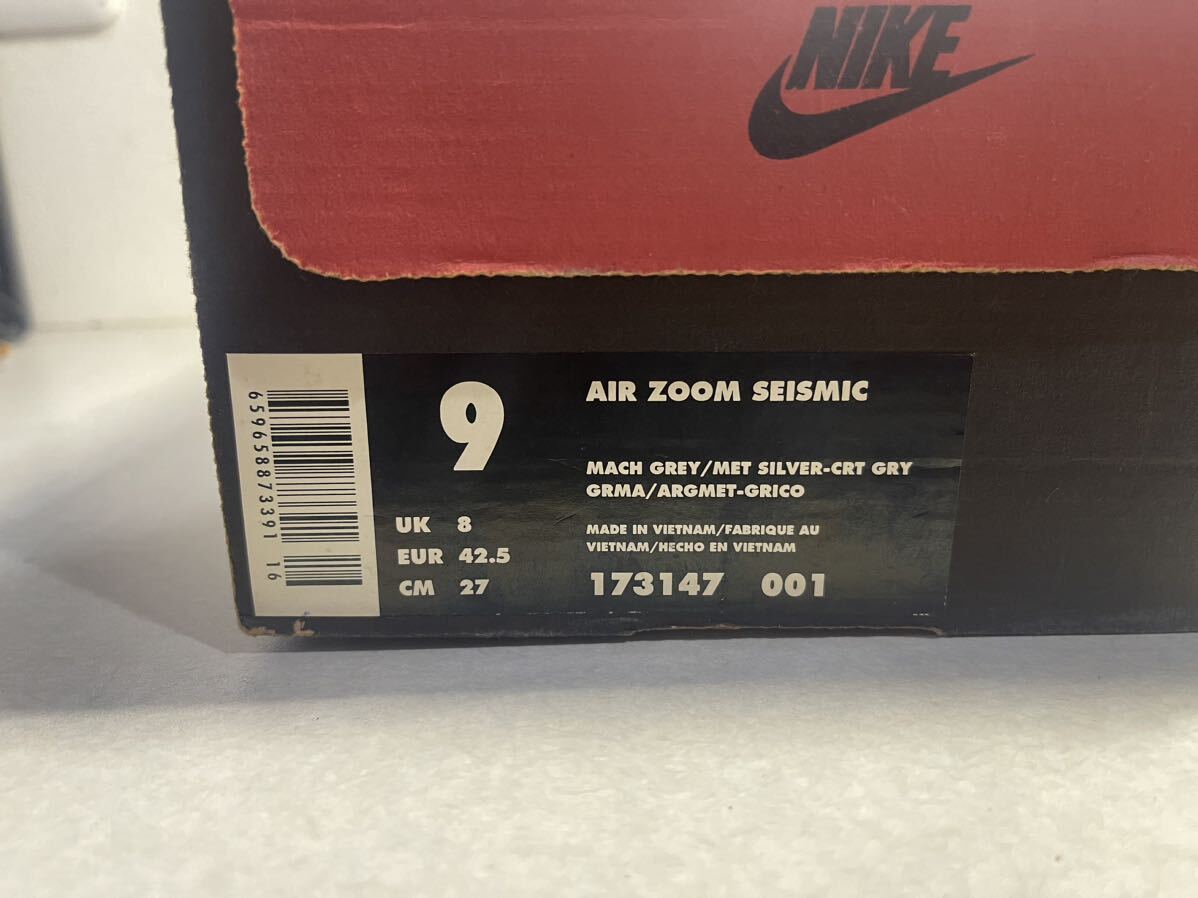 NIKE
659658873391 16
9
UK 8
EUR 42.5
CM 27
AIR ZOOM SEISMIC
MACH GREY/MET SILVER-CRT GRY
GRMA/ARGMET-GRICO
MADE IN VIETNAM/FABRIQUE AU
VIETNAM/HECHO EN VIETNAM
173147 001